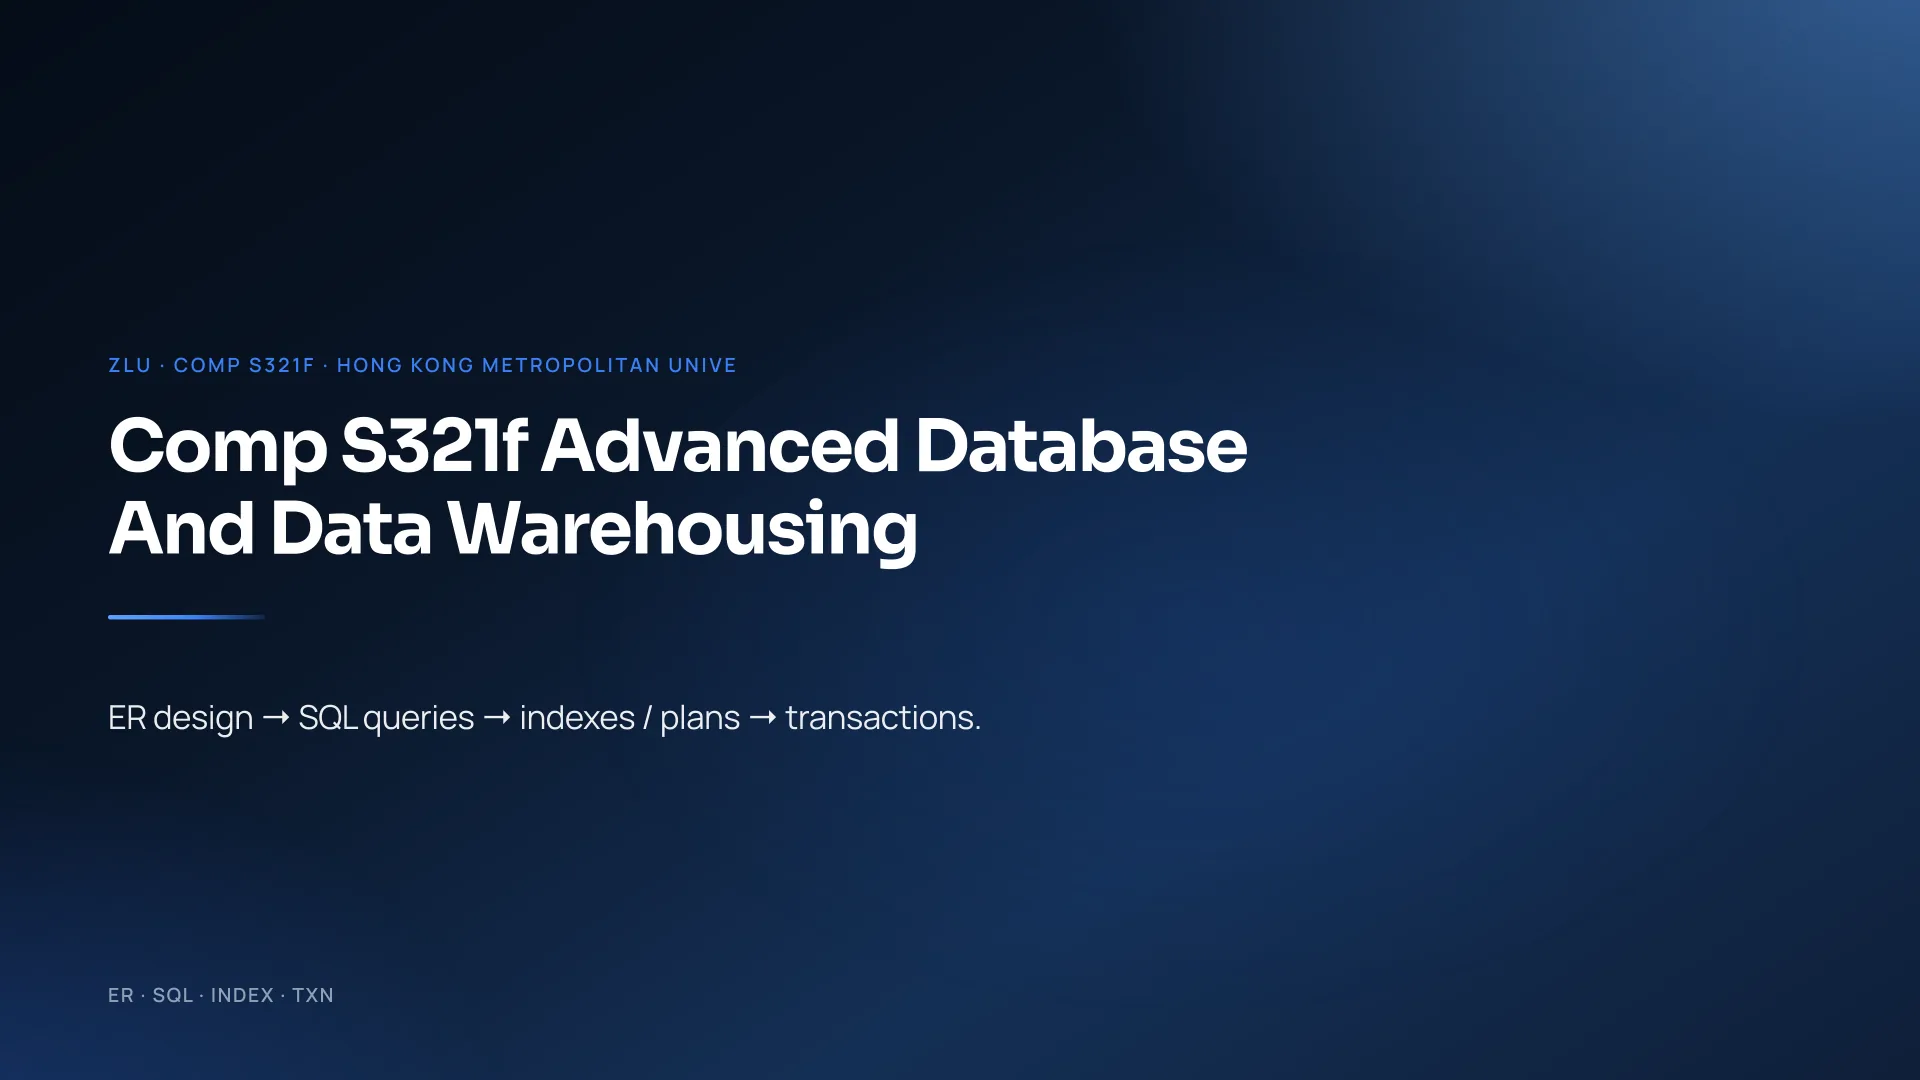 ZLU · COMP S321F · HONG KONG METROPOLITAN UNIVE
Comp S321f Advanced Database
And Data Warehousing
ER design → SQL queries → indexes / plans → transactions.
ER · SQL · INDEX · TXN